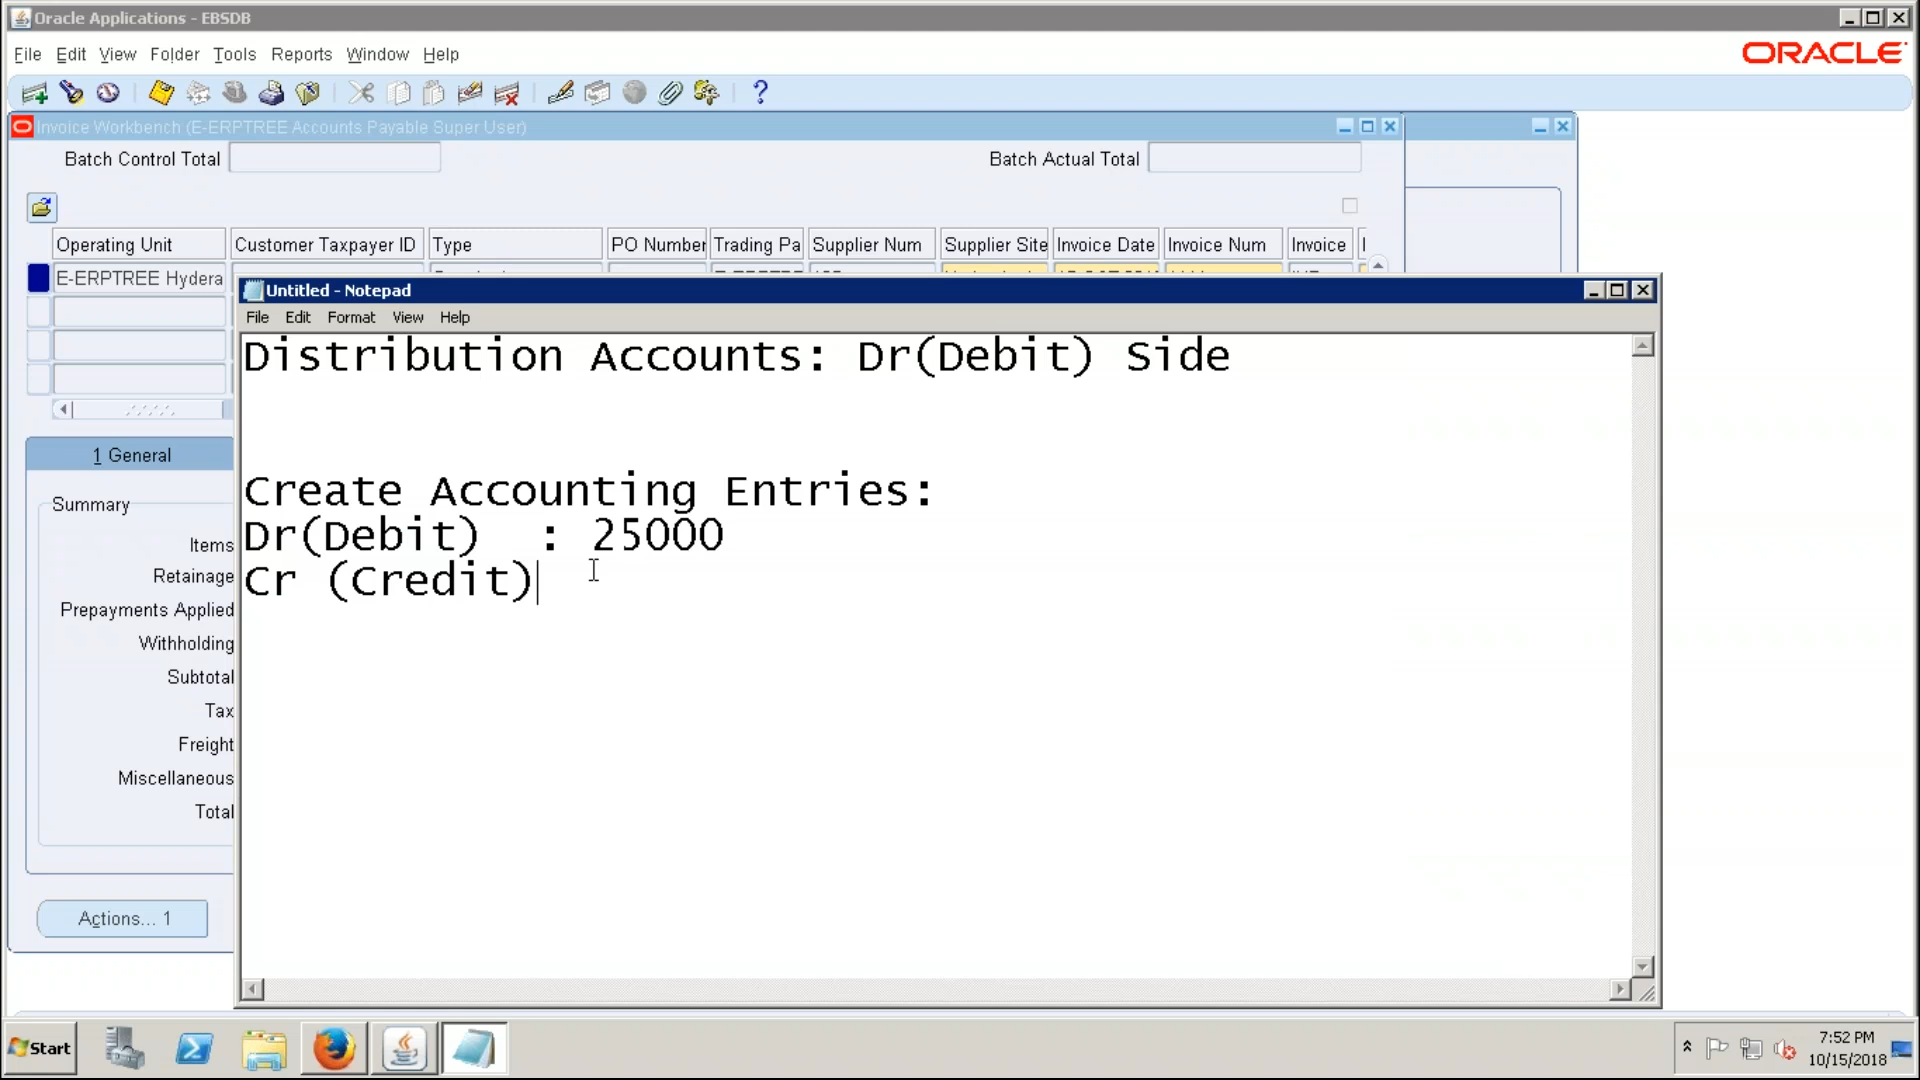 Oracle Applications - EBSDB
File Edit View Folder Tools Reports Window Help
ORACLE
Invoice Workbench (E-ERPTREE Accounts Payable Super User)
Batch Control Total
Batch Actual Total
Operating Unit Customer Taxpayer ID Type PO Number Trading Pa Supplier Num Supplier Site Invoice Date Invoice Num Invoice
E-ERPTREE Hydera
Untitled - Notepad
File Edit Format View Help
Distribution Accounts: Dr(Debit) Side
Create Accounting Entries:
Dr(Debit) : 25000
Cr (Credit)
1 General
Summary
Items
Retainage
Prepayments Applied
Withholding
Subtotal
Tax
Freight
Miscellaneous
Total
Actions... 1
Start
7:52 PM
10/15/2018